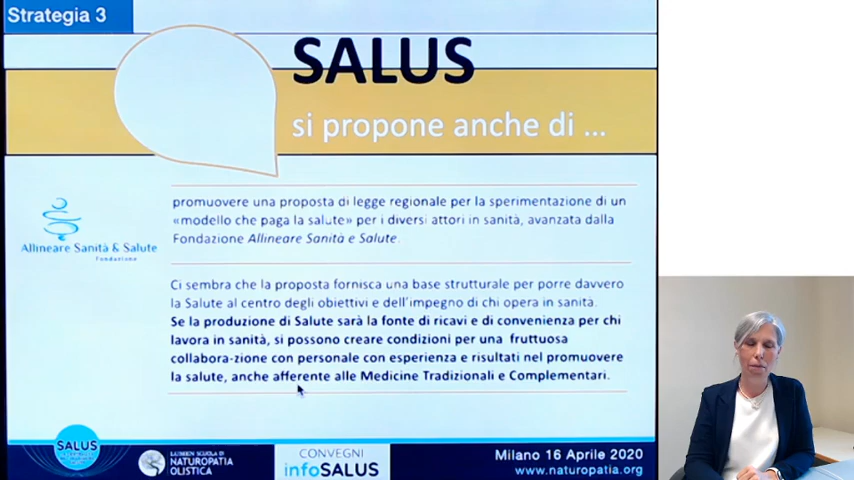 Strategia 3
SALUS
si propone anche di ...
promuovere una proposta di legge regionale per la sperimentazione di un
«modello che paga la salute» per i diversi attori in sanità, avanzata dalla
Fondazione Allineare Sanità e Salute.
Allineare Sanità & Salute
Fondazione
Ci sembra che la proposta fornisca una base strutturale per porre davvero
la Salute al centro degli obiettivi e dell'impegno di chi opera in sanità.
Se la produzione di Salute sarà la fonte di ricavi e di convenienza per chi
lavora in sanità, si possono creare condizioni per una fruttuosa
collabora-zione con personale con esperienza e risultati nel promuovere
la salute, anche afferente alle Medicine Tradizionali e Complementari.
SALUS
SCUOLA DI
NATUROPATIA
OLISTICA
CONVEGNI
infoSALUS
Milano 16 Aprile 2020
www.naturopatia.org